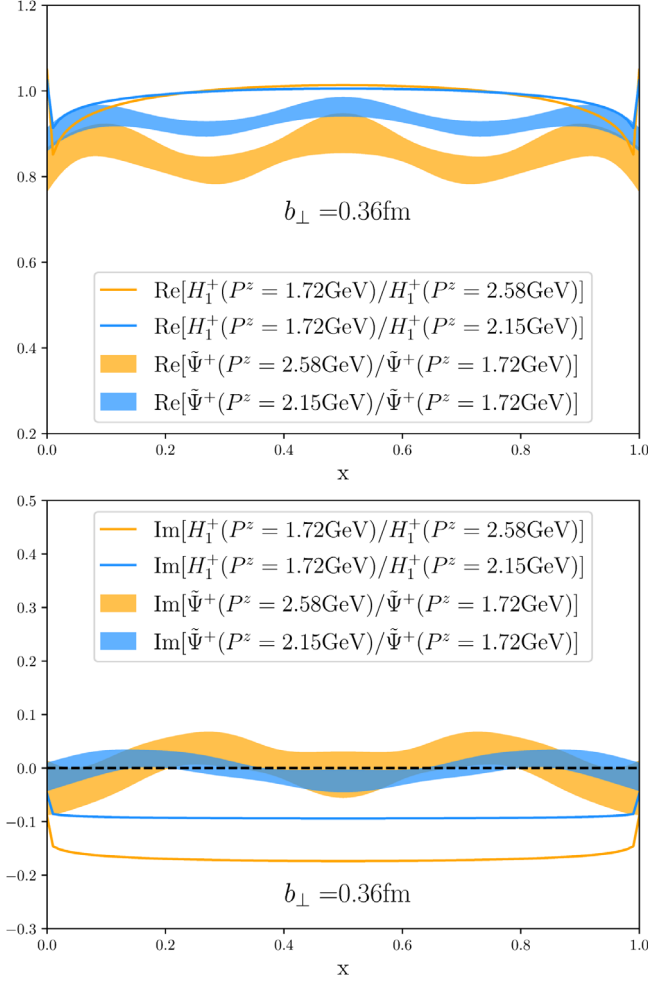 1.2
1.0
0.8
0.6
0.4
0.2
b⊥ =0.36fm
Re[H₁⁺(Pᶻ = 1.72GeV)/H₁⁺(Pᶻ = 2.58GeV)]
Re[H₁⁺(Pᶻ = 1.72GeV)/H₁⁺(Pᶻ = 2.15GeV)]
Re[Ψ̃⁺(Pᶻ = 2.58GeV)/Ψ̃⁺(Pᶻ = 1.72GeV)]
Re[Ψ̃⁺(Pᶻ = 2.15GeV)/Ψ̃⁺(Pᶻ = 1.72GeV)]
0.0 0.2 0.4 0.6 0.8 1.0
x
0.5
0.4
0.3
0.2
0.1
0.0
−0.1
−0.2
−0.3
Im[H₁⁺(Pᶻ = 1.72GeV)/H₁⁺(Pᶻ = 2.58GeV)]
Im[H₁⁺(Pᶻ = 1.72GeV)/H₁⁺(Pᶻ = 2.15GeV)]
Im[Ψ̃⁺(Pᶻ = 2.58GeV)/Ψ̃⁺(Pᶻ = 1.72GeV)]
Im[Ψ̃⁺(Pᶻ = 2.15GeV)/Ψ̃⁺(Pᶻ = 1.72GeV)]
b⊥ =0.36fm
0.0 0.2 0.4 0.6 0.8 1.0
x